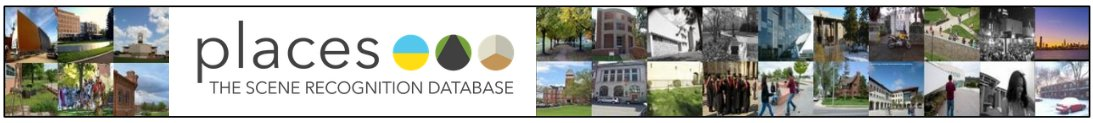 places
THE SCENE RECOGNITION DATABASE